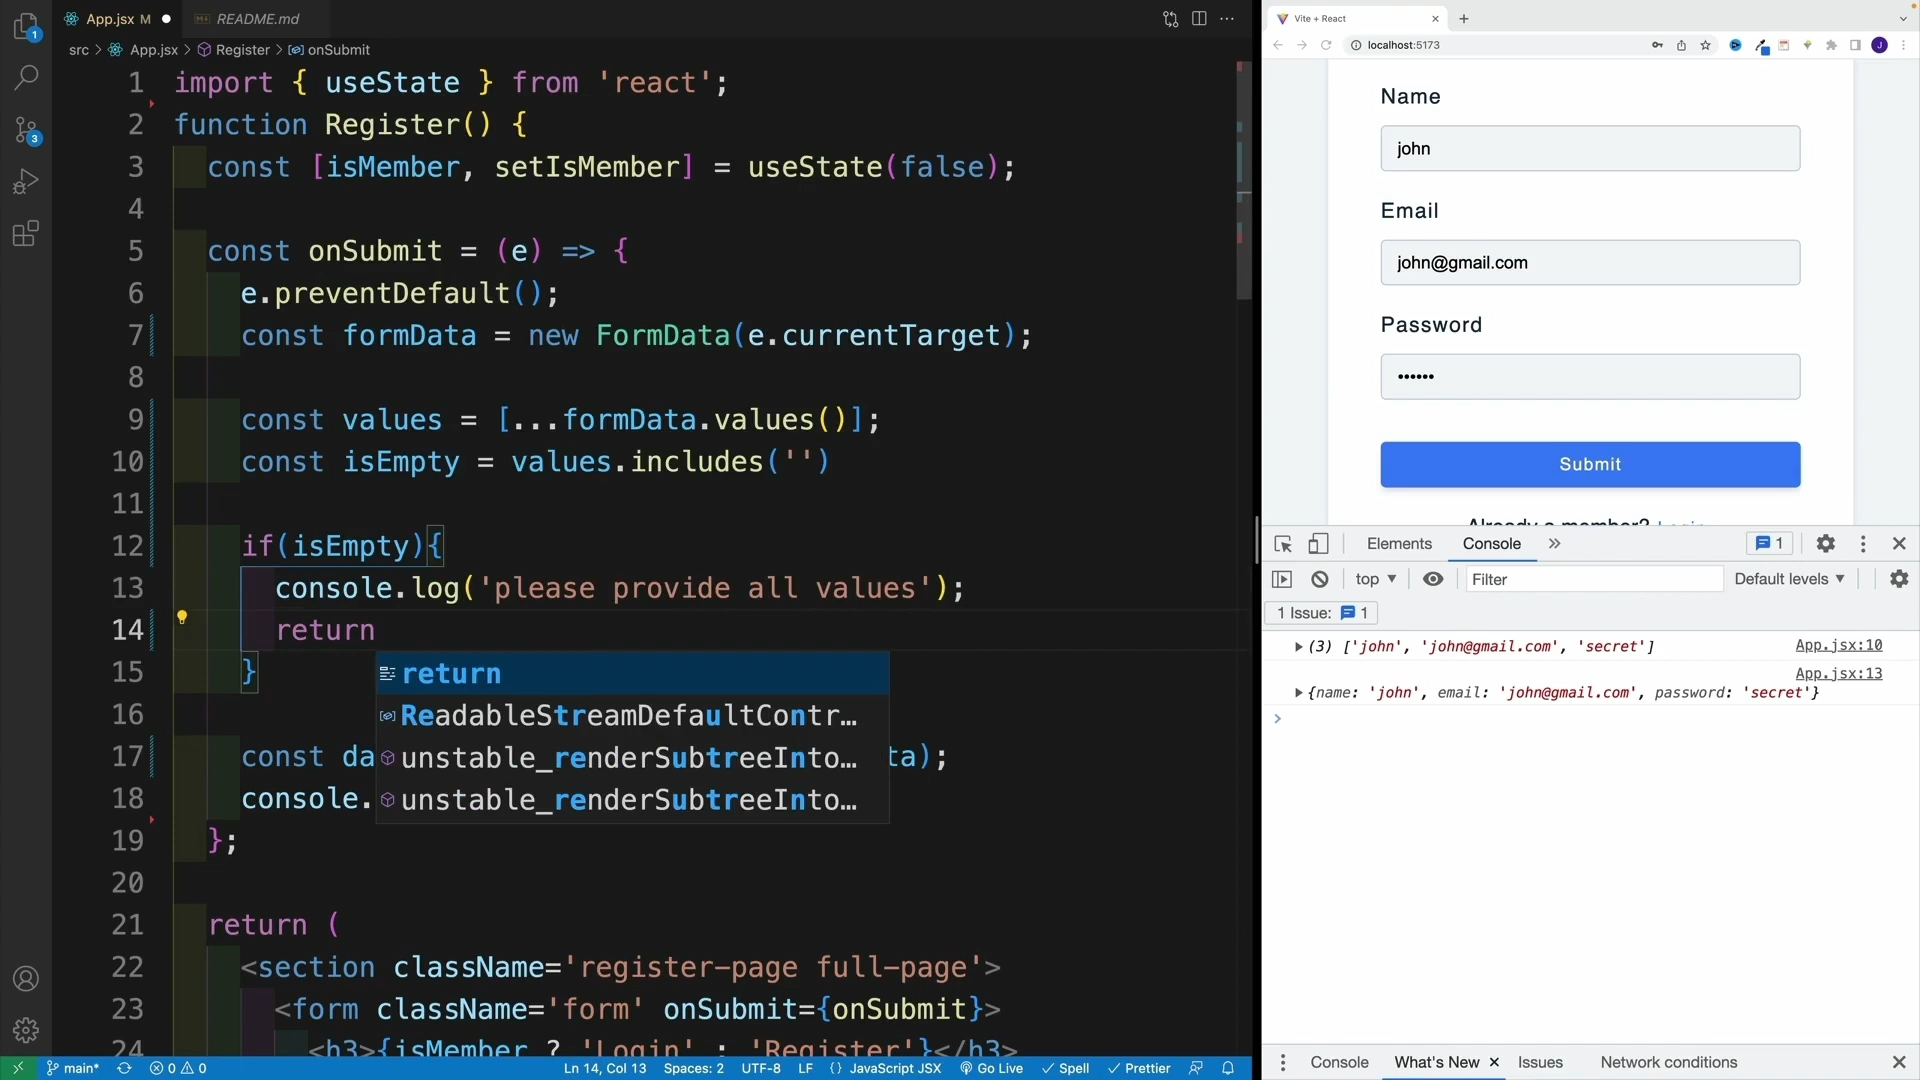 App.jsx M
README.md
src > App.jsx > Register > onSubmit
1 import { useState } from 'react';
2 function Register() {
3 const [isMember, setIsMember] = useState(false);
4
5 const onSubmit = (e) => {
6 e.preventDefault();
7 const formData = new FormData(e.currentTarget);
8
9 const values = [...formData.values()];
10 const isEmpty = values.includes('')
11
12 if(isEmpty){
13 console.log('please provide all values');
14 return
15 }
return
ReadableStreamDefaultContr…
unstable_renderSubtreeInto…
unstable_renderSubtreeInto…
16
17 const da ta);
18 console.
19 };
20
21 return (
22 <section className='register-page full-page'>
23 <form className='form' onSubmit={onSubmit}>
24 <h3>{isMember ? 'Login' : 'Register'}</h3>
1
3
main* 0 0 Ln 14, Col 13 Spaces: 2 UTF-8 LF {} JavaScript JSX Go Live Spell Prettier
Vite + React
localhost:5173
J
Name
john
Email
john@gmail.com
Password
••••••
Submit
Already a member? Login
Elements Console 1
top Filter Default levels
1 Issue: 1
(3) ['john', 'john@gmail.com', 'secret'] App.jsx:10
App.jsx:13
{name: 'john', email: 'john@gmail.com', password: 'secret'}
Console What's New Issues Network conditions